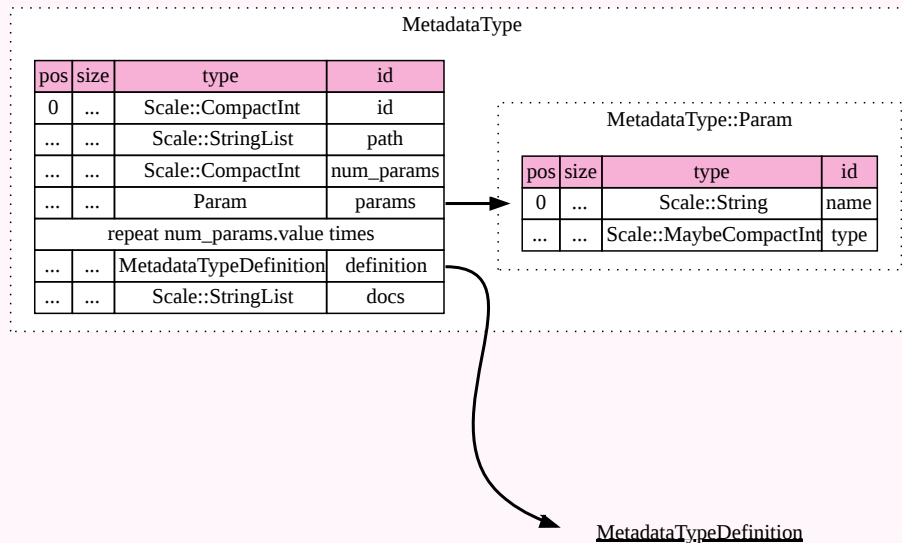 MetadataType
pos size type id
0 ... Scale::CompactInt id
... ... Scale::StringList path
... ... Scale::CompactInt num_params
... ... Param params
repeat num_params.value times
... ... MetadataTypeDefinition definition
... ... Scale::StringList docs
MetadataType::Param
pos size type id
0 ... Scale::String name
... ... Scale::MaybeCompactInt type
MetadataTypeDefinition